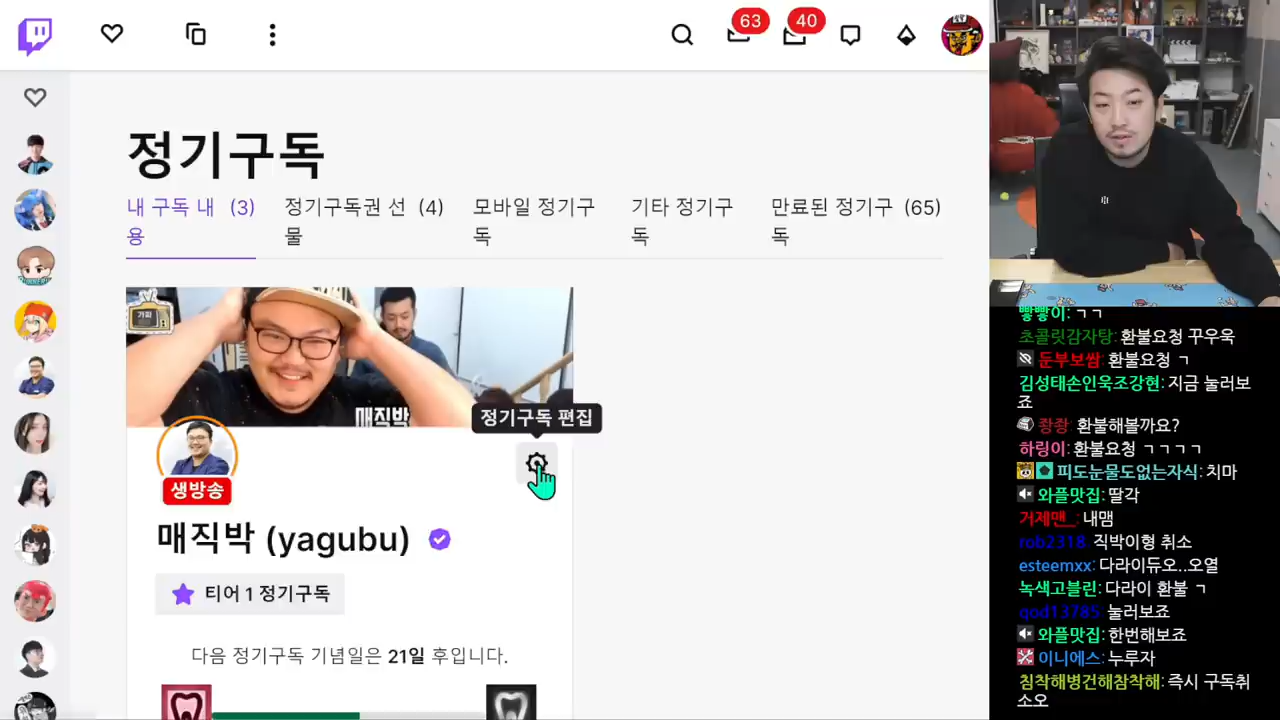 63
40
정기구독
내 구독 내용 (3)
정기구독권 선물 (4)
모바일 정기구독
기타 정기구독
만료된 정기구독 (65)
매직박
정기구독 편집
생방송
매직박 (yagubu)
티어 1 정기구독
다음 정기구독 기념일은 21일 후입니다.
빻빻이: ㄱㄱ
초콜릿감자탕: 환불요청 꾸우욱
둔부보쌈: 환불요청 ㄱ
김성태손인욱조강현: 지금 눌러보
죠
좡좡: 환불해볼까요?
하링이: 환불요청 ㄱㄱㄱㄱ
피도눈물도없는자식: 치마
와플맛집: 딸각
거제맨_: 내맴
rob2318: 직박이형 취소
esteemxx: 다라이듀오..오열
녹색고블린: 다라이 환불 ㄱ
qod13785: 눌러보죠
와플맛집: 한번해보죠
이니에스: 누루자
침착해병건해참착해: 즉시 구독취
소오